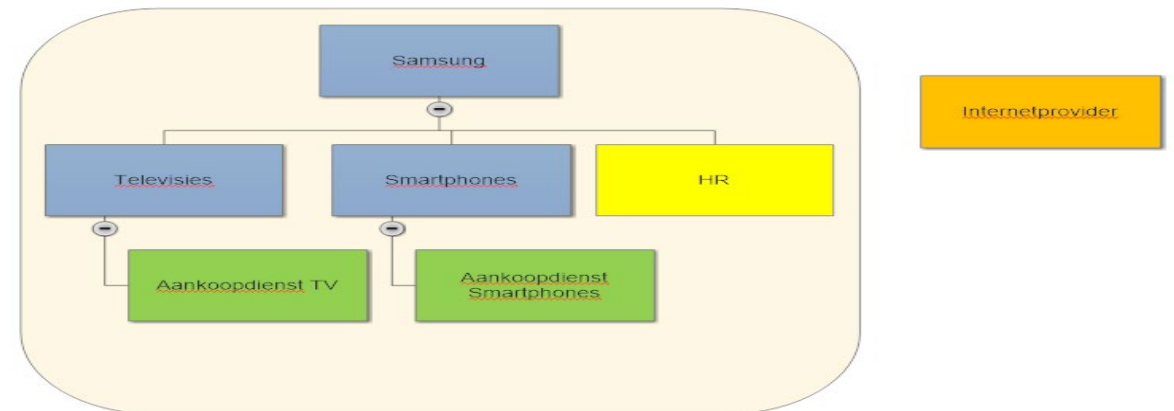 Samsung
Internetprovider
Televisies
Smartphones
HR
Aankoopdienst TV
Aankoopdienst
Smartphones